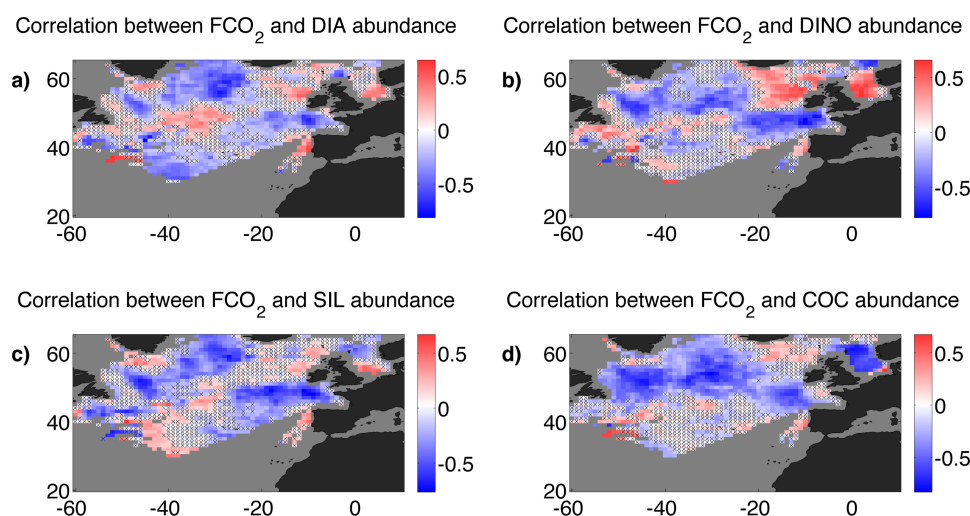 Correlation between FCO₂ and DIA abundance
a)
60
40
20
-60 -40 -20 0
0.5
0
-0.5
Correlation between FCO₂ and DINO abundance
b)
60
40
20
-60 -40 -20 0
0.5
0
-0.5
Correlation between FCO₂ and SIL abundance
c)
60
40
20
-60 -40 -20 0
0.5
0
-0.5
Correlation between FCO₂ and COC abundance
d)
60
40
20
-60 -40 -20 0
0.5
0
-0.5